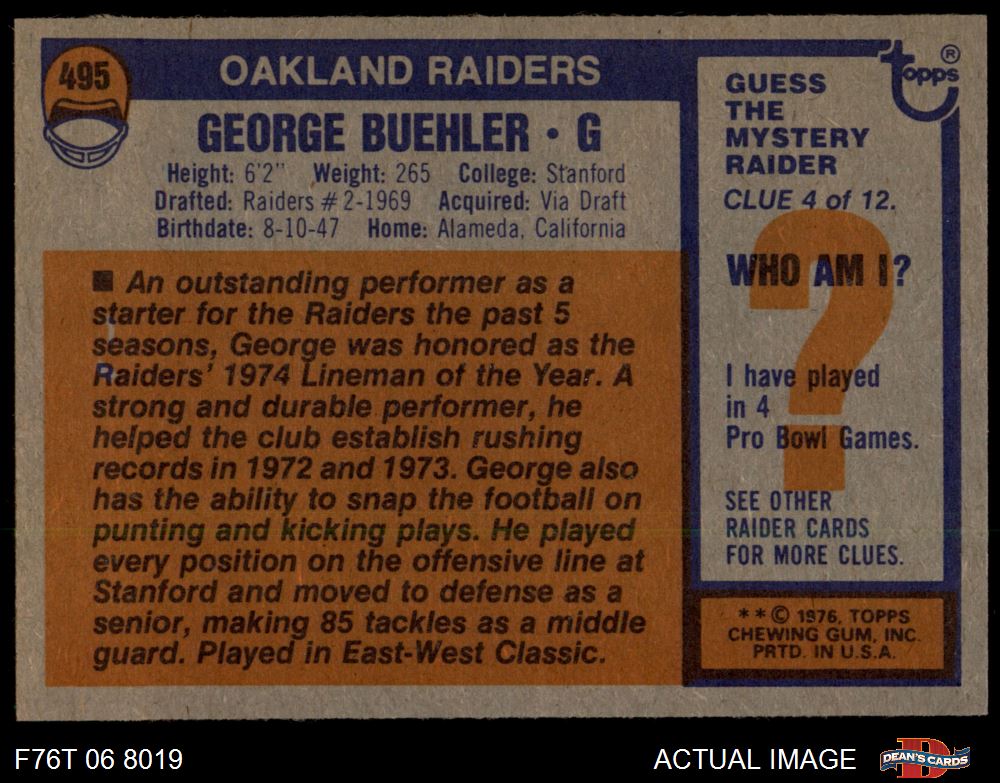 495
OAKLAND RAIDERS
GEORGE BUEHLER • G
Height: 6'2" Weight: 265 College: Stanford
Drafted: Raiders #2-1969 Acquired: Via Draft
Birthdate: 8-10-47 Home: Alameda, California
■ An outstanding performer as a
starter for the Raiders the past 5
seasons, George was honored as the
Raiders' 1974 Lineman of the Year. A
strong and durable performer, he
helped the club establish rushing
records in 1972 and 1973. George also
has the ability to snap the football on
punting and kicking plays. He played
every position on the offensive line at
Stanford and moved to defense as a
senior, making 85 tackles as a middle
guard. Played in East-West Classic.
topps ®
GUESS
THE
MYSTERY
RAIDER
CLUE 4 of 12.
?
WHO AM I?
I have played
in 4
Pro Bowl Games.
SEE OTHER
RAIDER CARDS
FOR MORE CLUES.
* * © 1976, TOPPS
CHEWING GUM, INC.
PRTD. IN U.S.A.
F76T 06 8019
ACTUAL IMAGE
DEAN'S CARDS